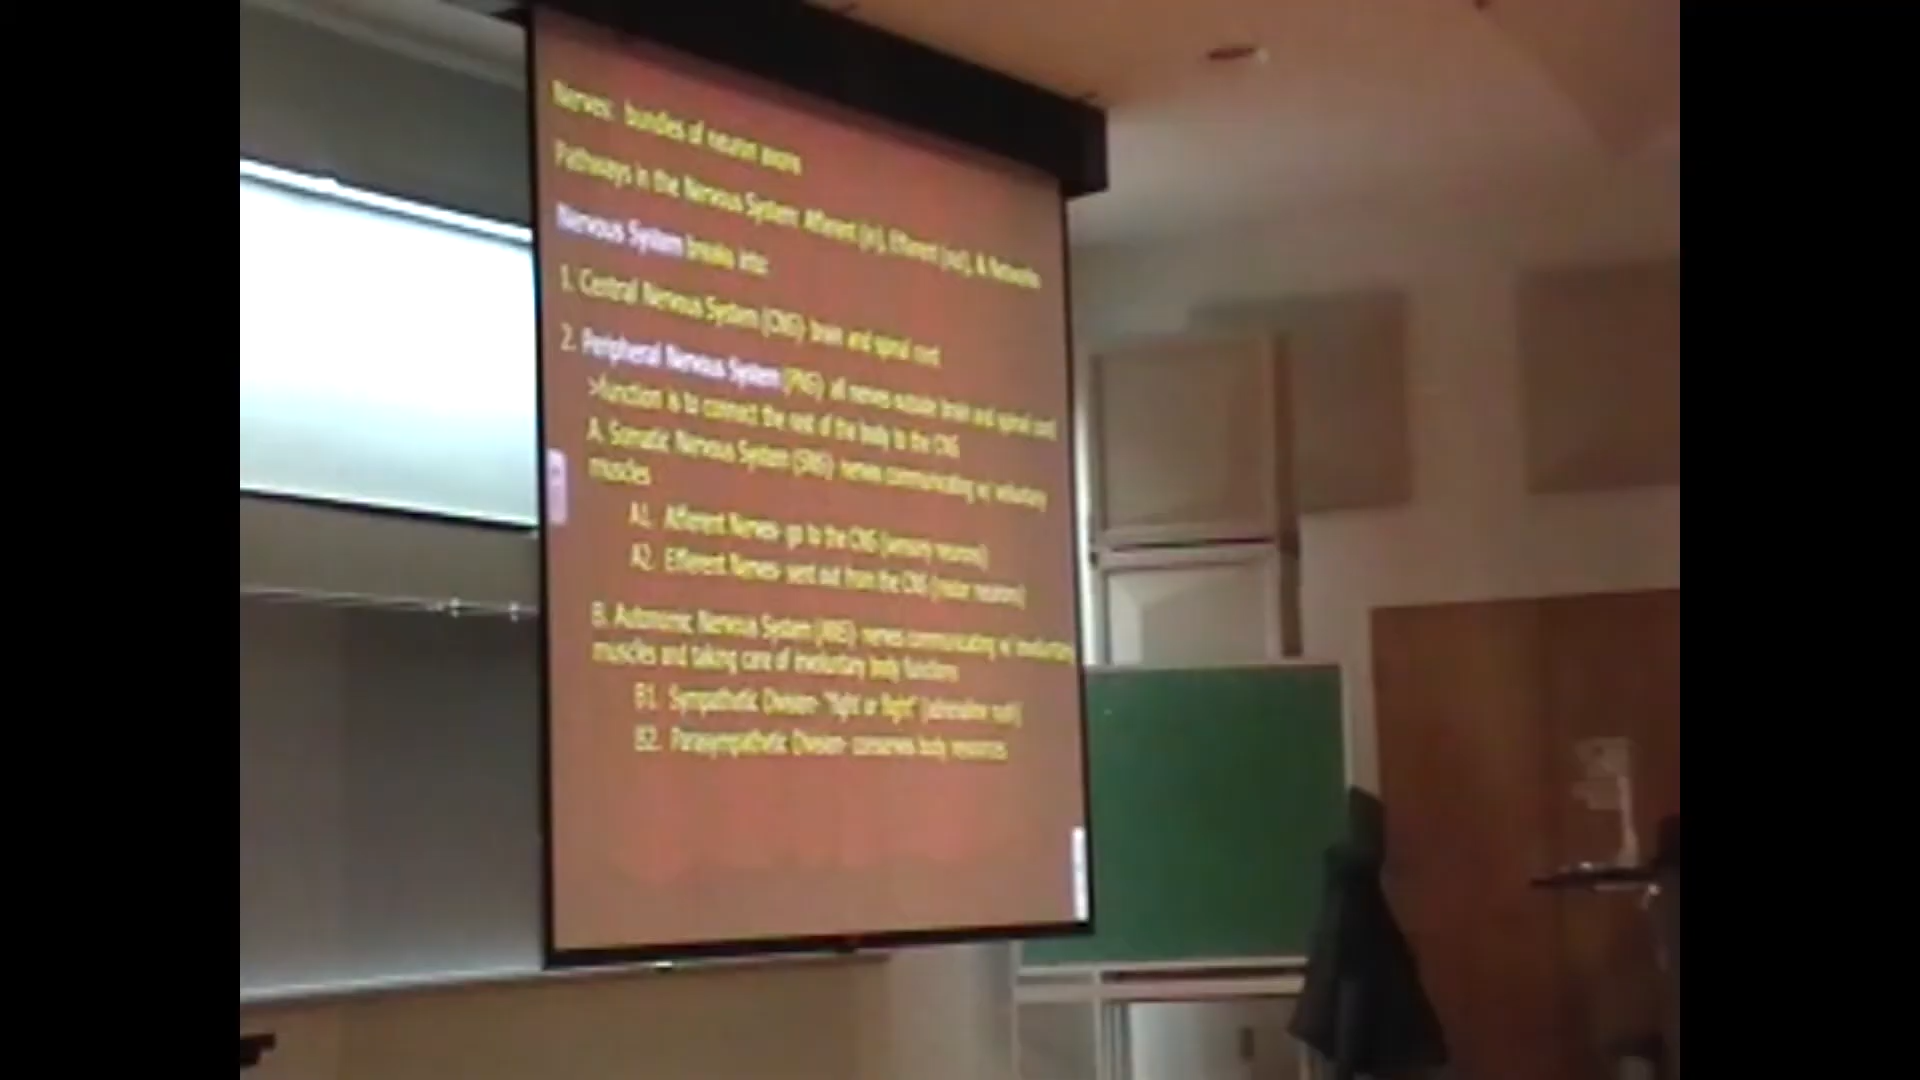 Nerves: bundles of neuron axons
Pathways in the Nervous System: Afferent (in), Efferent (out), & Networks
Nervous System breaks into:
1. Central Nervous System (CNS)- brain and spinal cord
2. Peripheral Nervous System (PNS)- all nerves outside brain and spinal cord
>function is to connect the rest of the body to the CNS
A. Somatic Nervous System (SNS)- nerves communicating w/ voluntary
muscles
A1. Afferent Nerves- go to the CNS (sensory neurons)
A2. Efferent Nerves- sent out from the CNS (motor neurons)
B. Autonomic Nervous System (ANS)- nerves communicating w/ involuntary
muscles and taking care of involuntary body functions
B1. Sympathetic Division- "fight or flight" (adrenaline rush)
B2. Parasympathetic Division- conserves body resources